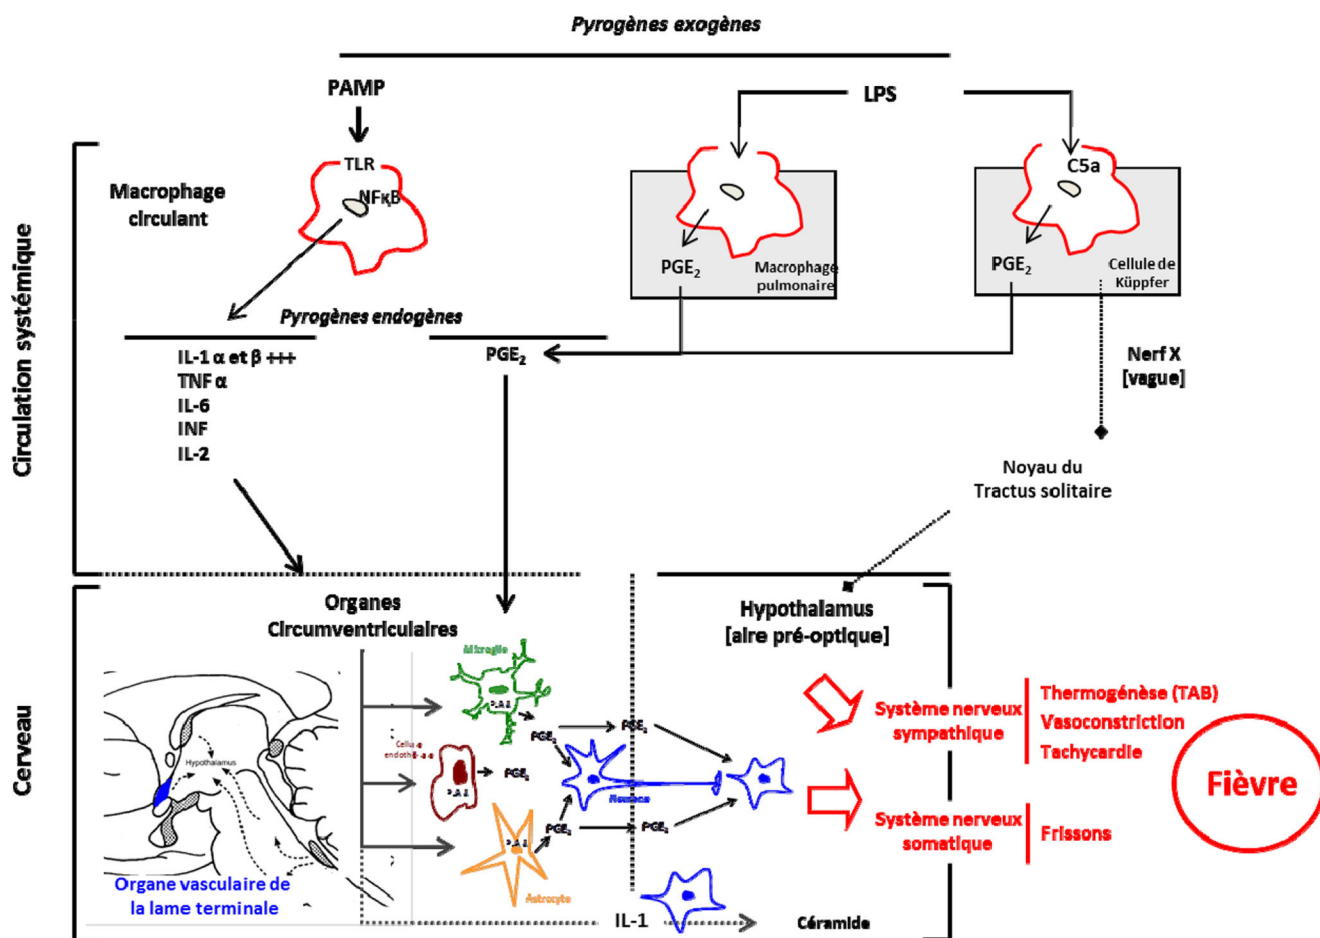 Pyrogènes exogènes
PAMP
LPS
TLR
NFκB
C5a
Macrophage
circulant
PGE₂
Macrophage
pulmonaire
PGE₂
Cellule de
Küppfer
Circulation systémique
Pyrogènes endogènes
IL-1 α et β +++
TNF α
IL-6
INF
IL-2
PGE₂
Nerf X
[vague]
Noyau du
Tractus solitaire
Cerveau
Organes
Circumventriculaires
Hypothalamus
[aire pré-optique]
Microglie
PGE₂
PGE₂
Cellule
PGE₂
Neurone
PGE₂
PGE₂
Astrocyte
Hypothalamus
Organe vasculaire de
la lame terminale
IL-1
Céramide
Système nerveux
sympathique
Thermogénèse (TAB)
Vasoconstriction
Tachycardie
Système nerveux
somatique
Frissons
Fièvre